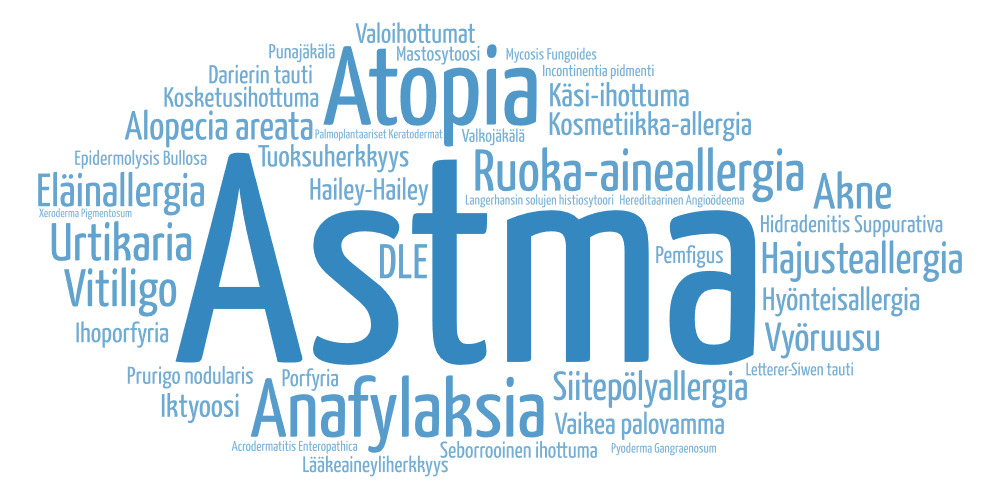 Valoihottumat
Punajäkälä
Mastosytoosi
Mycosis Fungoides
Darierin tauti
Atopia
Incontinentia pidmenti
Kosketusihottuma
Käsi-ihottuma
Alopecia areata
Palmoplantaariset Keratodermat
Valkojäkälä
Kosmetiikka-allergia
Epidermolysis Bullosa
Tuoksuherkkyys
Ruoka-aineallergia
Eläinallergia
Hailey-Hailey
Akne
Langerhansin solujen histiosytoori
Hereditaarinen Angioödeema
Xeroderma Pigmentosum
Hidradenitis Suppurativa
Urtikaria
Astma
DLE
Pemfigus
Hajusteallergia
Vitiligo
Hyönteisallergia
Ihoporfyria
Vyöruusu
Letterer-Siwen tauti
Prurigo nodularis
Porfyria
Siitepölyallergia
Iktyoosi
Anafylaksia
Vaikea palovamma
Acrodermatitis Enteropathica
Seborrooinen ihottuma
Pyoderma Gangraenosum
Lääkeaineyliherkkyys